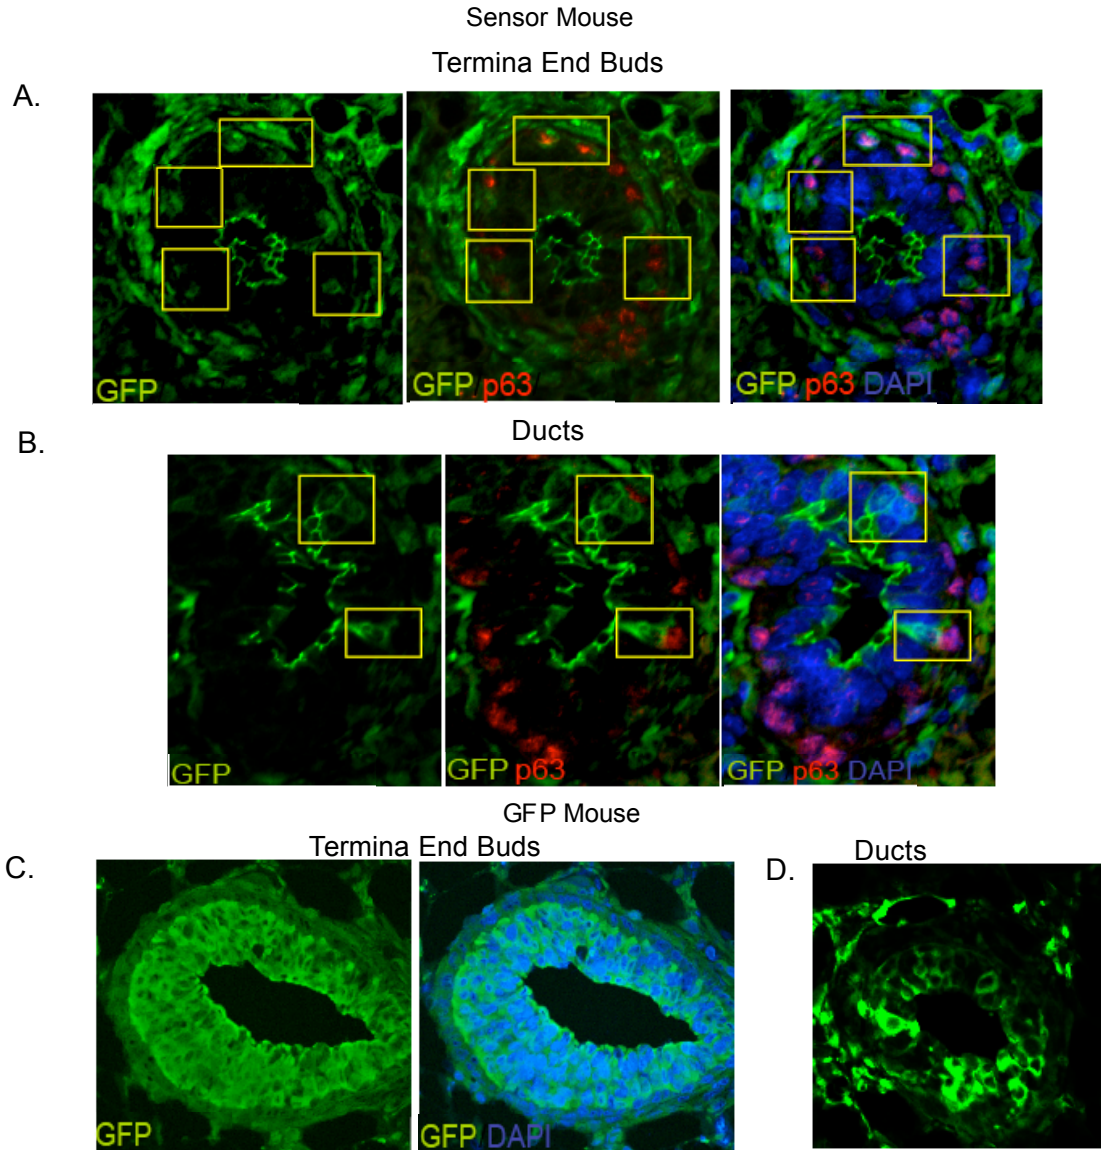 Sensor Mouse
Termina End Buds
A.
GFP
GFP p63
GFP p63 DAPI
Ducts
B.
GFP
GFP p63
GFP p63 DAPI
GFP Mouse
Termina End Buds
C.
GFP
GFP DAPI
Ducts
D.